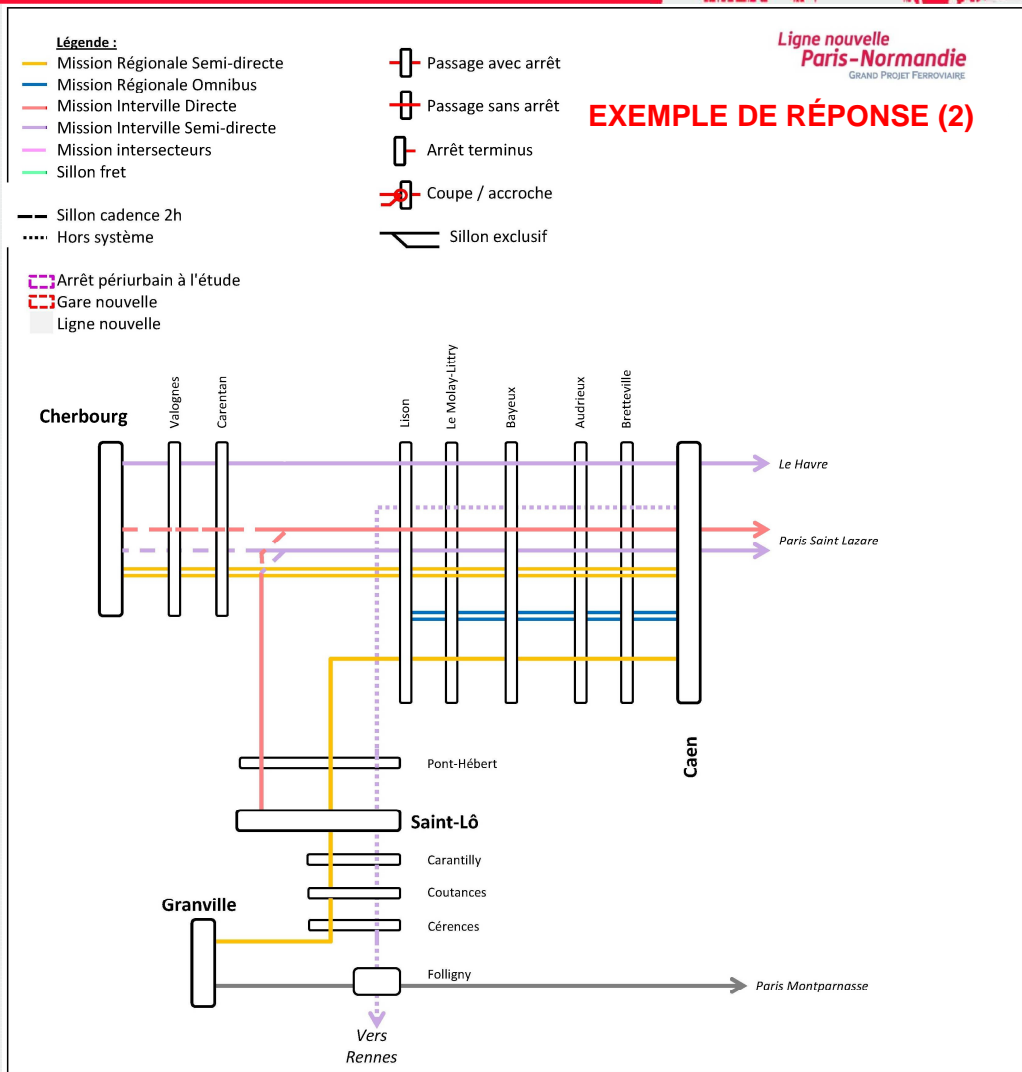 Légende :
Mission Régionale Semi-directe
Mission Régionale Omnibus
Mission Interville Directe
Mission Interville Semi-directe
Mission intersecteurs
Sillon fret
Sillon cadence 2h
Hors système
Arrêt périurbain à l'étude
Gare nouvelle
Ligne nouvelle
Passage avec arrêt
Passage sans arrêt
Arrêt terminus
Coupe / accroche
Sillon exclusif
Ligne nouvelle
Paris-Normandie
GRAND PROJET FERROVIAIRE
EXEMPLE DE RÉPONSE (2)
Cherbourg
Valognes
Carentan
Lison
Le Molay-Littry
Bayeux
Audrieux
Bretteville
Le Havre
Paris Saint Lazare
Caen
Pont-Hébert
Saint-Lô
Carantilly
Coutances
Granville
Cérences
Folligny
Paris Montparnasse
Vers
Rennes